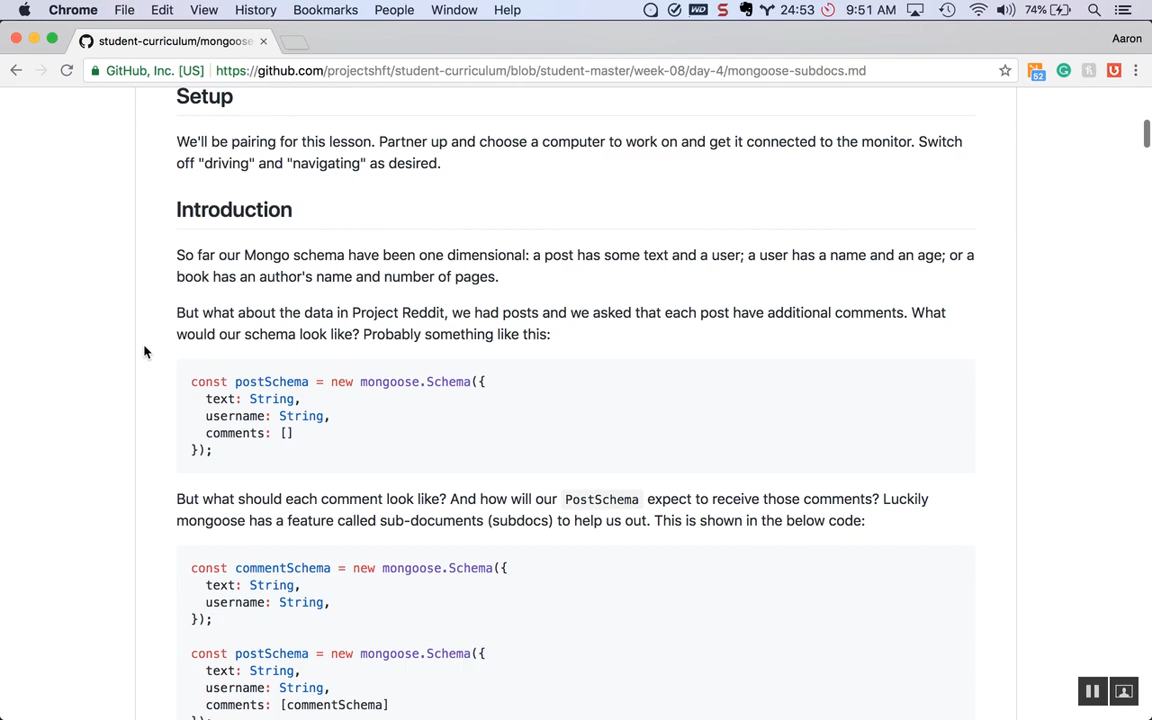 Chrome File Edit View History Bookmarks People Window Help 24:53 9:51 AM 74%
student-curriculum/mongoose Aaron
GitHub, Inc. [US] https://github.com/projectshft/student-curriculum/blob/student-master/week-08/day-4/mongoose-subdocs.md 52
Setup
We'll be pairing for this lesson. Partner up and choose a computer to work on and get it connected to the monitor. Switch
off "driving" and "navigating" as desired.
Introduction
So far our Mongo schema have been one dimensional: a post has some text and a user; a user has a name and an age; or a
book has an author's name and number of pages.
But what about the data in Project Reddit, we had posts and we asked that each post have additional comments. What
would our schema look like? Probably something like this:
const postSchema = new mongoose.Schema({
text: String,
username: String,
comments: []
});
But what should each comment look like? And how will our PostSchema expect to receive those comments? Luckily
mongoose has a feature called sub-documents (subdocs) to help us out. This is shown in the below code:
const commentSchema = new mongoose.Schema({
text: String,
username: String,
});
const postSchema = new mongoose.Schema({
text: String,
username: String,
comments: [commentSchema]